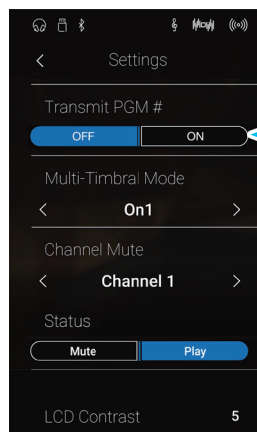 Settings
Transmit PGM #
OFF ON
Multi-Timbral Mode
On1
Channel Mute
Channel 1
Status
Mute Play
LCD Contrast 5